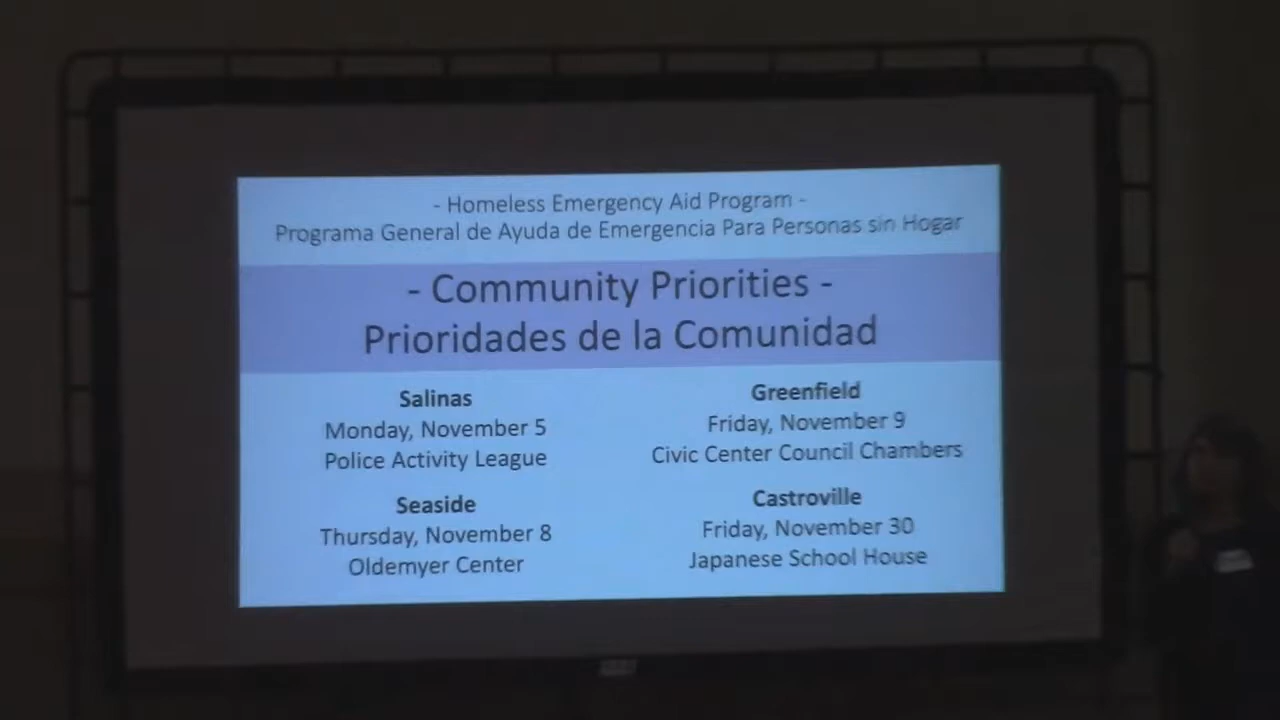 - Homeless Emergency Aid Program -
Programa General de Ayuda de Emergencia Para Personas sin Hogar
- Community Priorities -
Prioridades de la Comunidad
Salinas
Monday, November 5
Police Activity League
Seaside
Thursday, November 8
Oldemyer Center
Greenfield
Friday, November 9
Civic Center Council Chambers
Castroville
Friday, November 30
Japanese School House